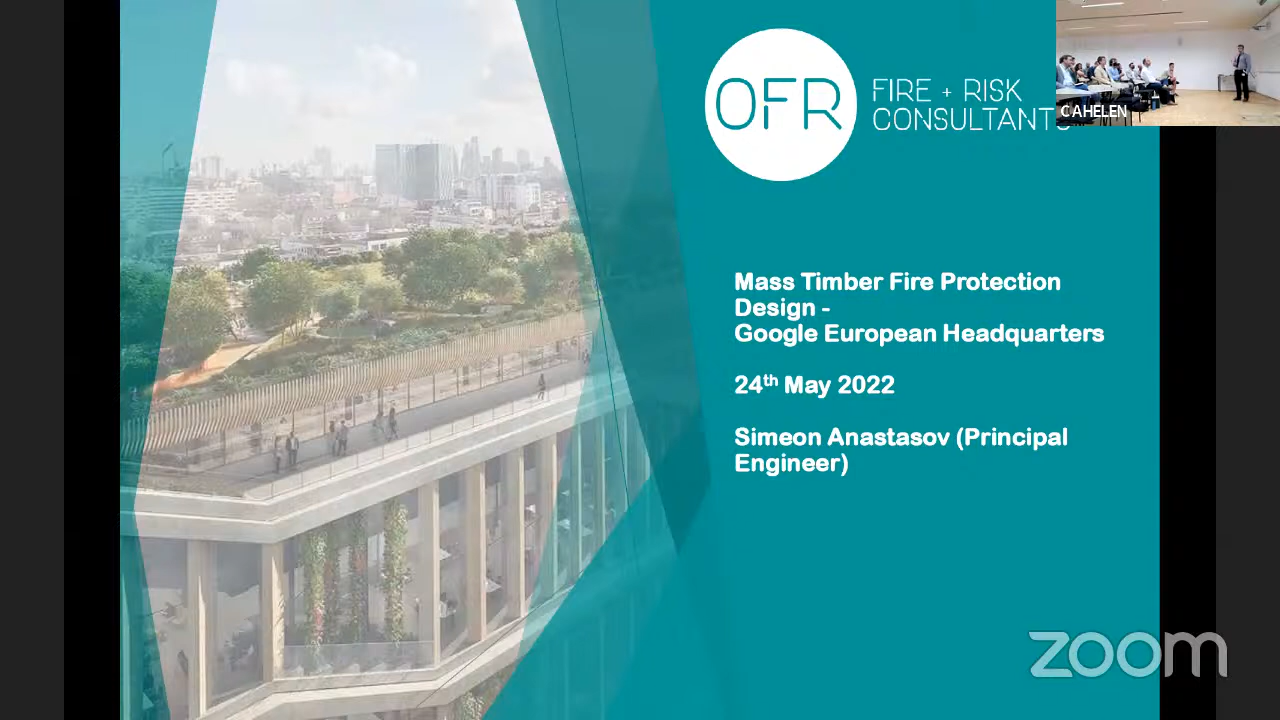 OFR
FIRE + RISK
CONSULTANTS
CAHELEN
Mass Timber Fire Protection
Design -
Google European Headquarters
24th May 2022
Simeon Anastasov (Principal
Engineer)
zoom